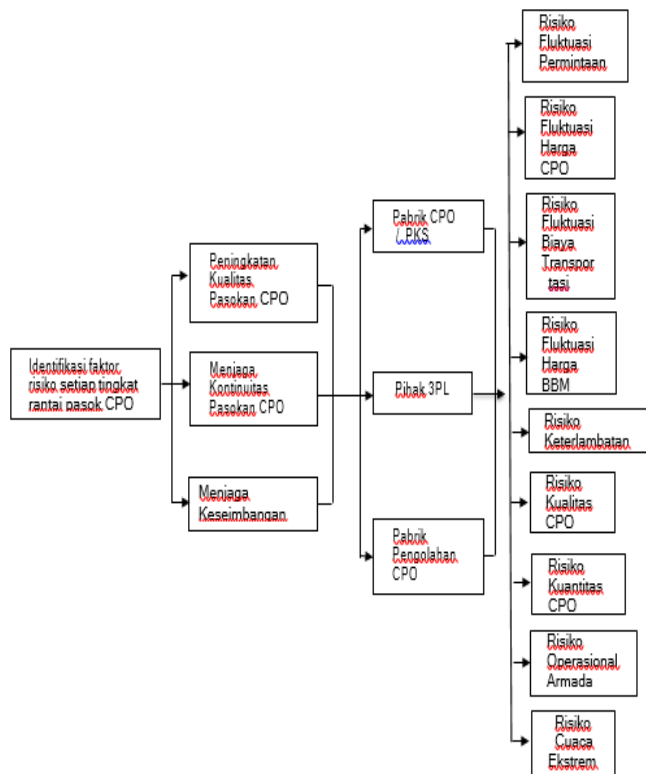 Identifikasi faktor
risiko setiap tingkat
rantai pasok CPO
Peningkatan
Kualitas
Pasokan CPO
Menjaga
Kontinuitas
Pasokan CPO
Menjaga
Keseimbangan
Pabrik CPO
/ PKS
Pihak 3PL
Pabrik
Pengolahan
CPO
Risiko
Fluktuasi
Permintaan
Risiko
Fluktuasi
Harga
CPO
Risiko
Fluktuasi
Biaya
Transpor
tasi
Risiko
Fluktuasi
Harga
BBM
Risiko
Keterlambatan
Risiko
Kualitas
CPO
Risiko
Kuantitas
CPO
Risiko
Operasional
Armada
Risiko
Cuaca
Ekstrem